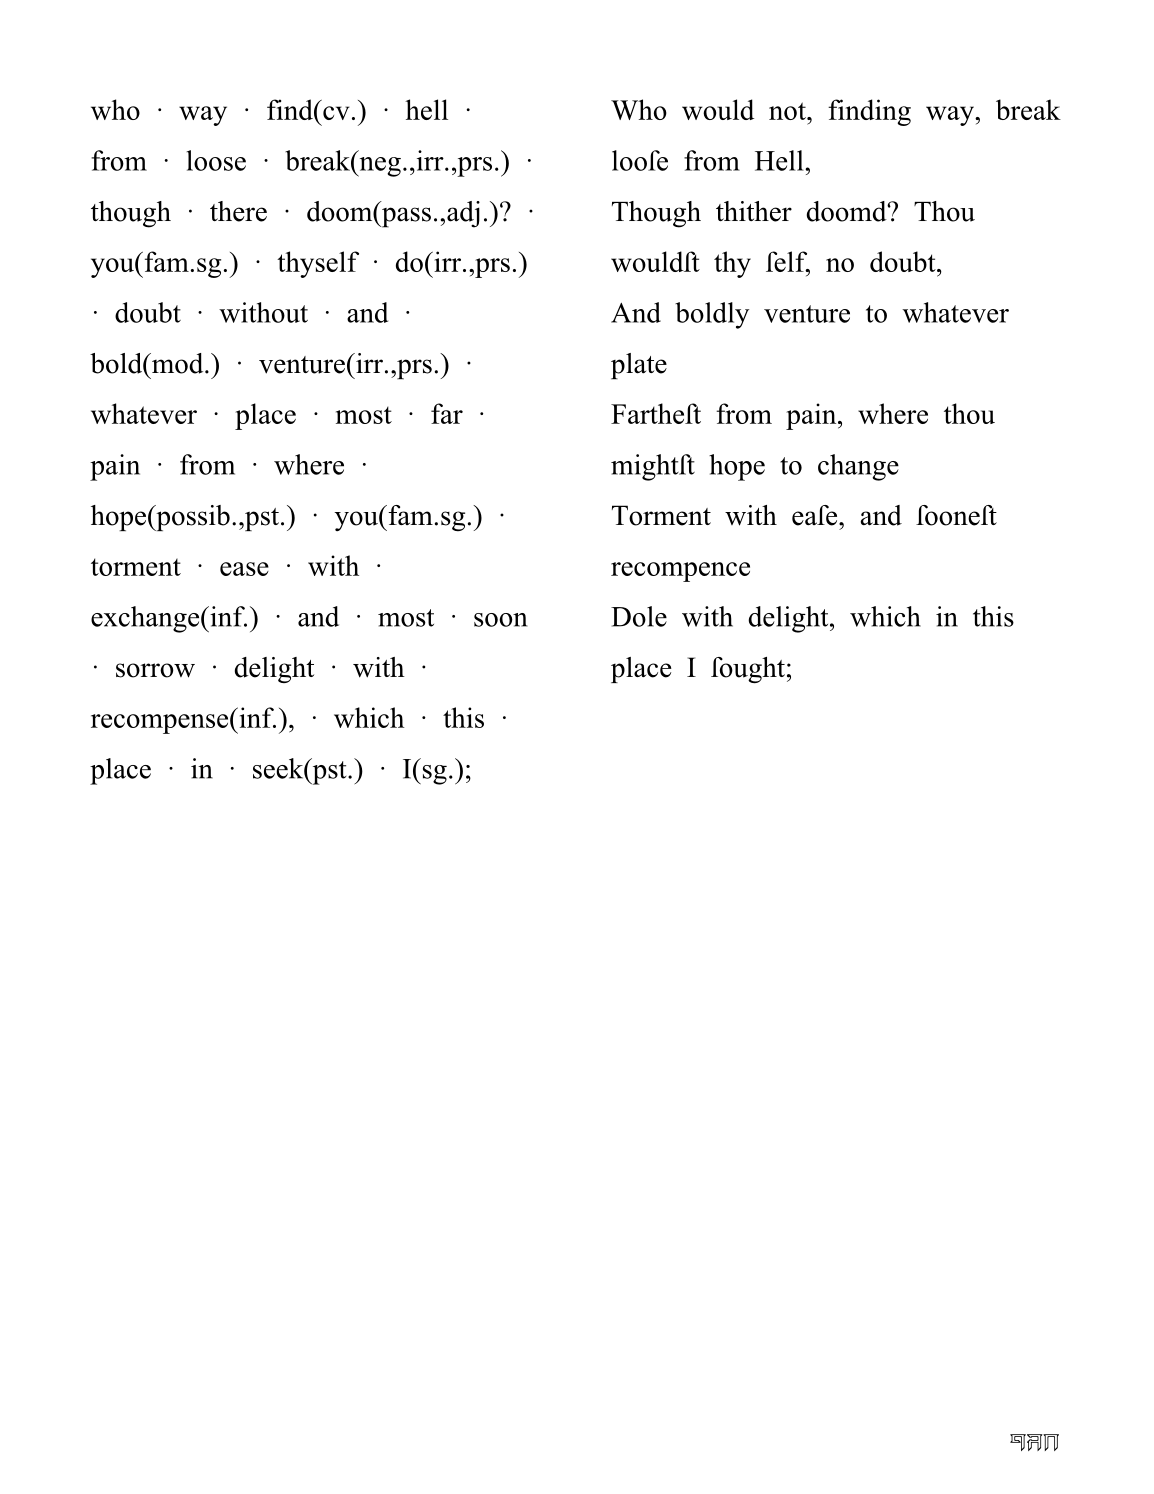 who · way · find(cv.) · hell ·
from · loose · break(neg.,irr.,prs.) ·
though · there · doom(pass.,adj.)? ·
you(fam.sg.) · thyself · do(irr.,prs.)
· doubt · without · and ·
bold(mod.) · venture(irr.,prs.) ·
whatever · place · most · far ·
pain · from · where ·
hope(possib.,pst.) · you(fam.sg.) ·
torment · ease · with ·
exchange(inf.) · and · most · soon
· sorrow · delight · with ·
recompense(inf.), · which · this ·
place · in · seek(pst.) · I(sg.);
Who would not, finding way, break
looſe from Hell,
Though thither doomd? Thou
wouldſt thy ſelf, no doubt,
And boldly venture to whatever
plate
Fartheſt from pain, where thou
mightſt hope to change
Torment with eaſe, and ſooneſt
recompence
Dole with delight, which in this
place I ſought;